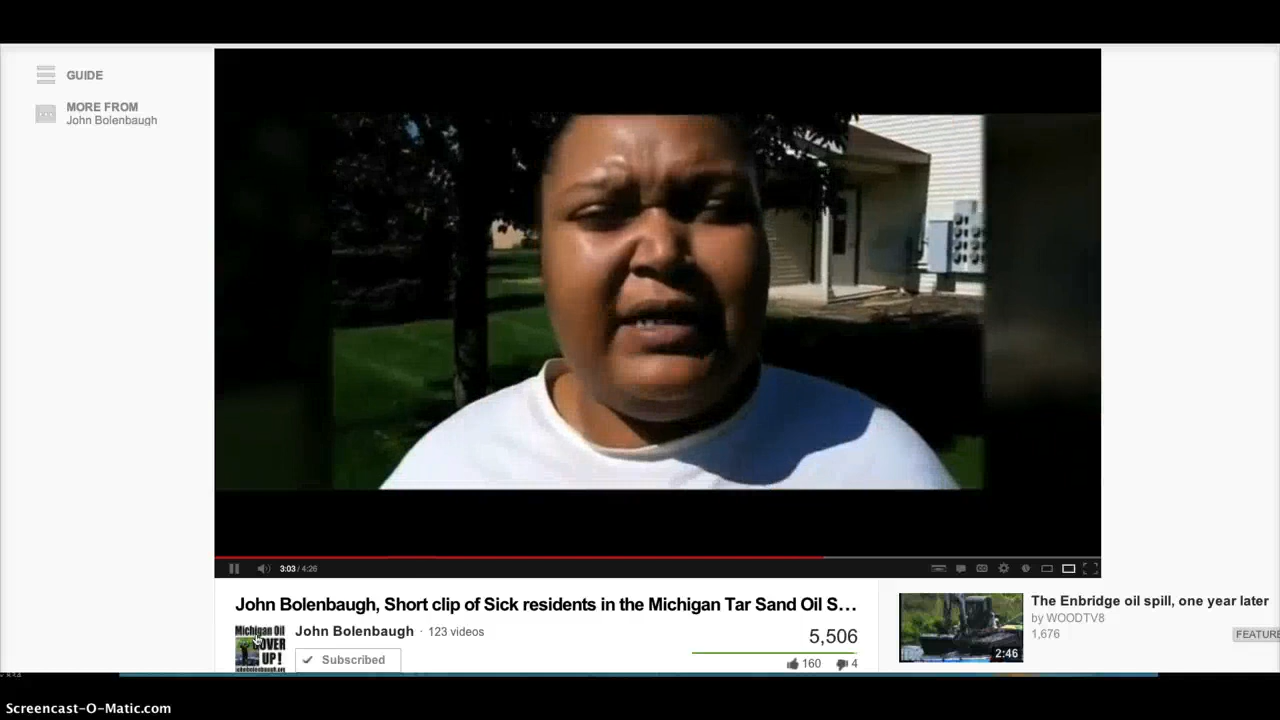 GUIDE
MORE FROM
John Bolenbaugh
3:03 / 4:26
John Bolenbaugh, Short clip of Sick residents in the Michigan Tar Sand Oil S...
Michigan Oil
COVER
UP!
John Bolenbaugh · 123 videos
Subscribed
5,506
160
4
The Enbridge oil spill, one year later
by WOODTV8
1,676
FEATURE
2:46
Screencast-O-Matic.com